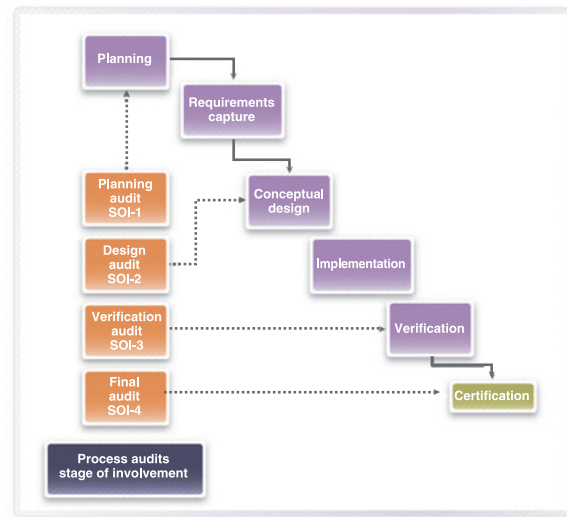 Planning
Requirements
capture
Planning
audit
SOI-1
Conceptual
design
Design
audit
SOI-2
Implementation
Verification
audit
SOI-3
Verification
Final
audit
SOI-4
Certification
Process audits
stage of involvement